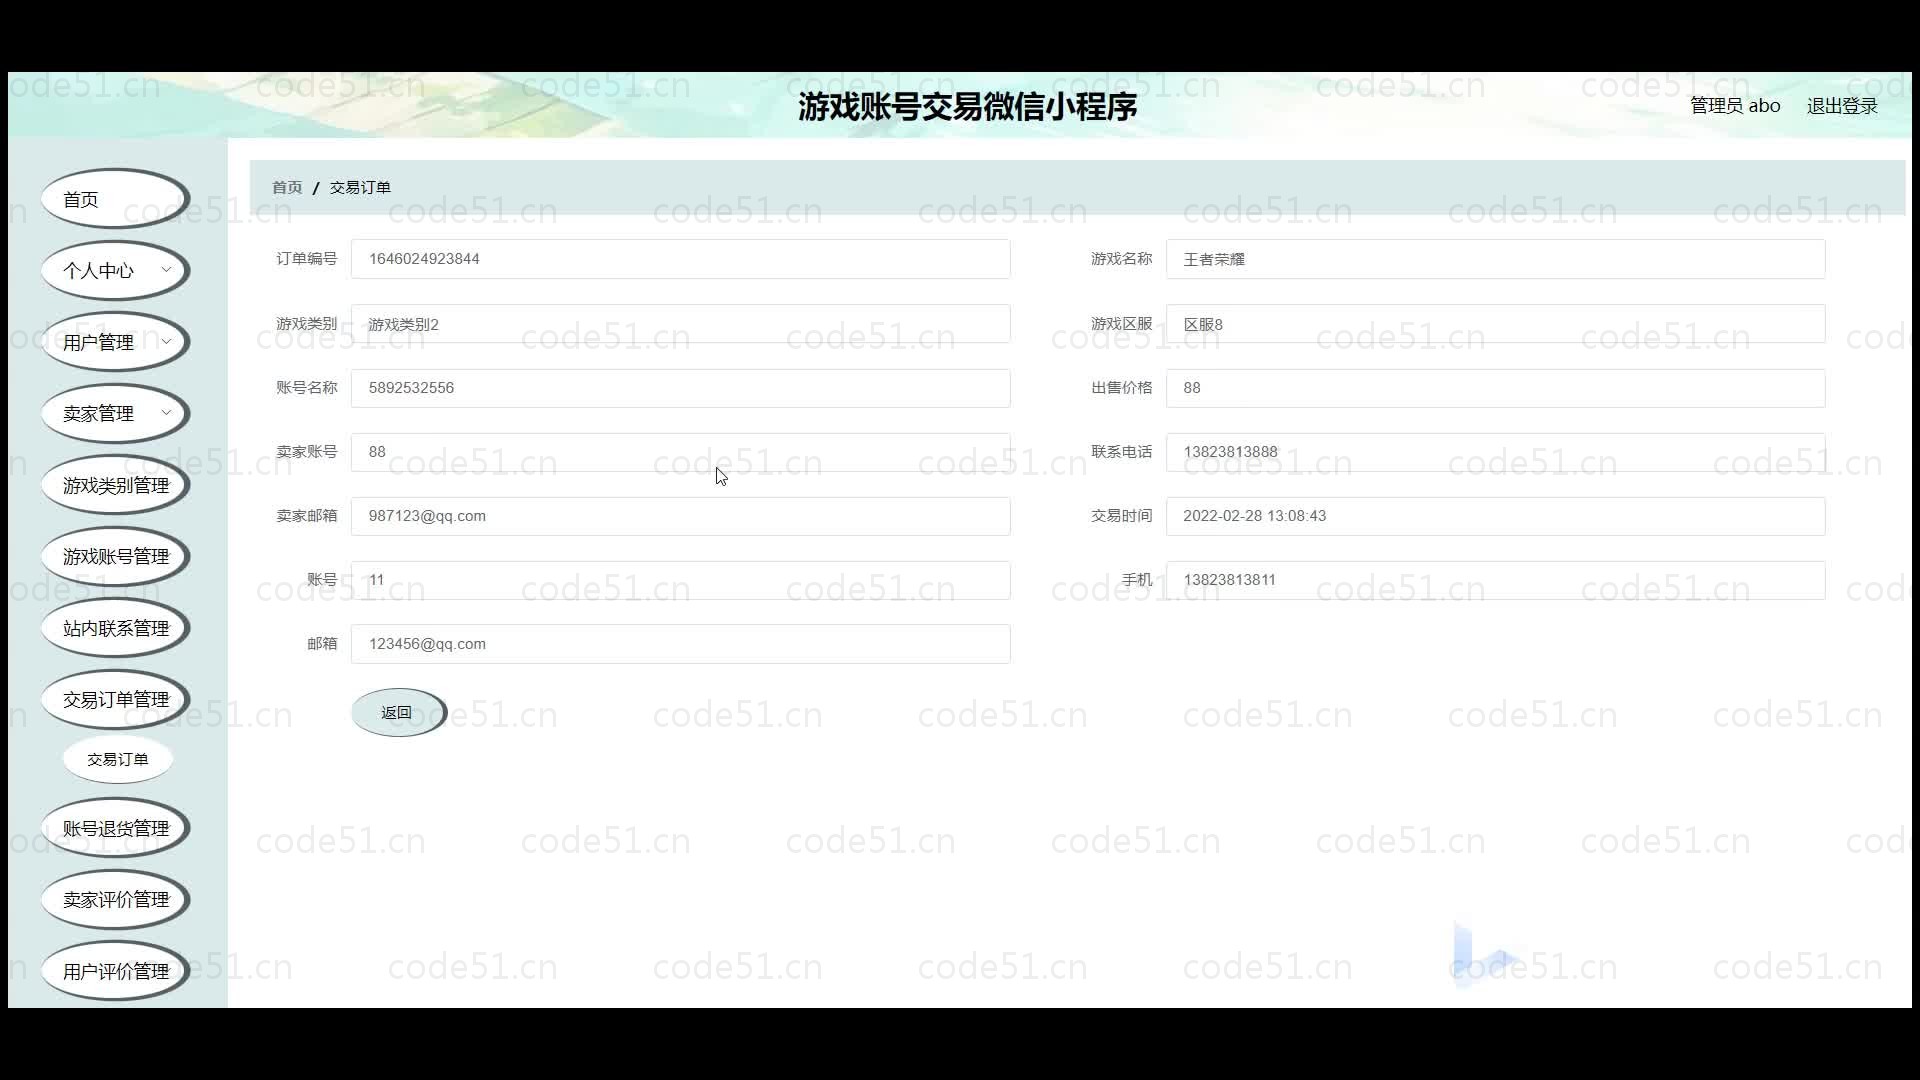 游戏账号交易微信小程序
管理员 abo
退出登录
首页
个人中心
用户管理
卖家管理
游戏类别管理
游戏账号管理
站内联系管理
交易订单管理
交易订单
账号退货管理
卖家评价管理
用户评价管理
首页 / 交易订单
订单编号 1646024923844
游戏名称 王者荣耀
游戏类别 游戏类别2
游戏区服 区服8
账号名称 5892532556
出售价格 88
卖家账号 88
联系电话 13823813888
卖家邮箱 987123@qq.com
交易时间 2022-02-28 13:08:43
账号 11
手机 13823813811
邮箱 123456@qq.com
返回
code51.cn